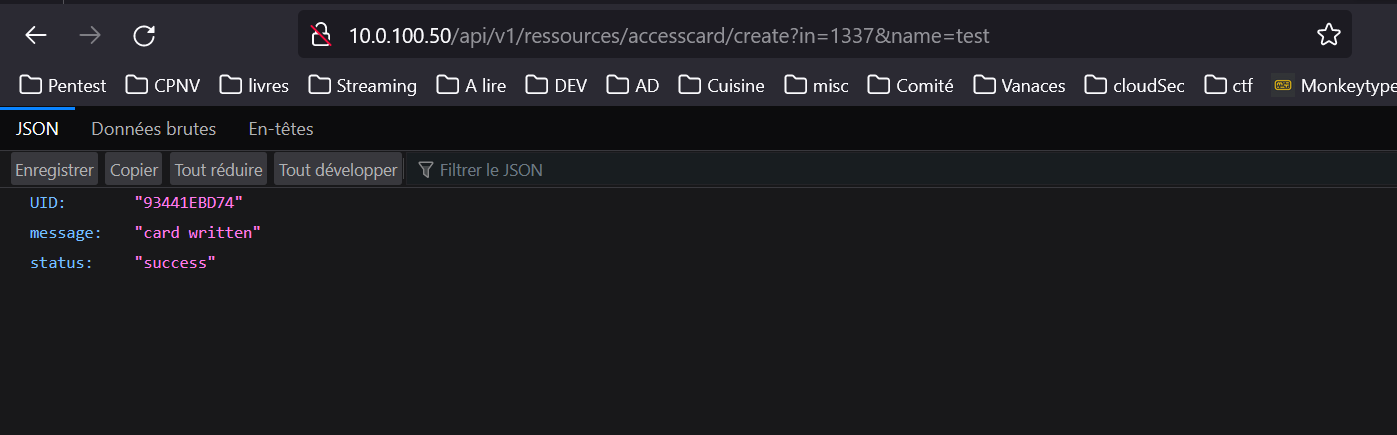 10.0.100.50/api/v1/ressources/accesscard/create?in=1337&name=test
Pentest CPNV livres Streaming A lire DEV AD Cuisine misc Comité Vanaces cloudSec ctf Monkeytype
JSON Données brutes En-têtes
Enregistrer Copier Tout réduire Tout développer Filtrer le JSON
UID: "93441EBD74"
message: "card written"
status: "success"